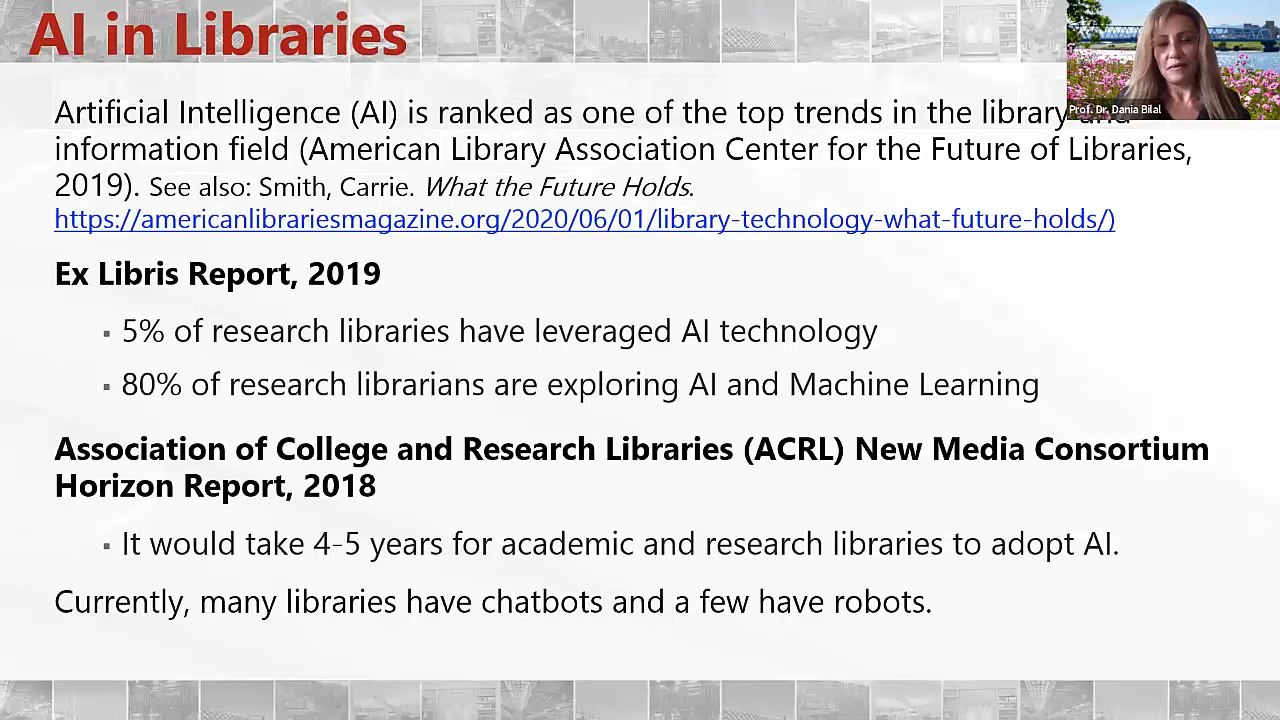 AI in Libraries
Prof. Dr. Dania Bilal
Artificial Intelligence (AI) is ranked as one of the top trends in the library and
information field (American Library Association Center for the Future of Libraries,
2019). See also: Smith, Carrie. What the Future Holds.
https://americanlibrariesmagazine.org/2020/06/01/library-technology-what-future-holds/)
Ex Libris Report, 2019
▪ 5% of research libraries have leveraged AI technology
▪ 80% of research librarians are exploring AI and Machine Learning
Association of College and Research Libraries (ACRL) New Media Consortium
Horizon Report, 2018
▪ It would take 4-5 years for academic and research libraries to adopt AI.
Currently, many libraries have chatbots and a few have robots.